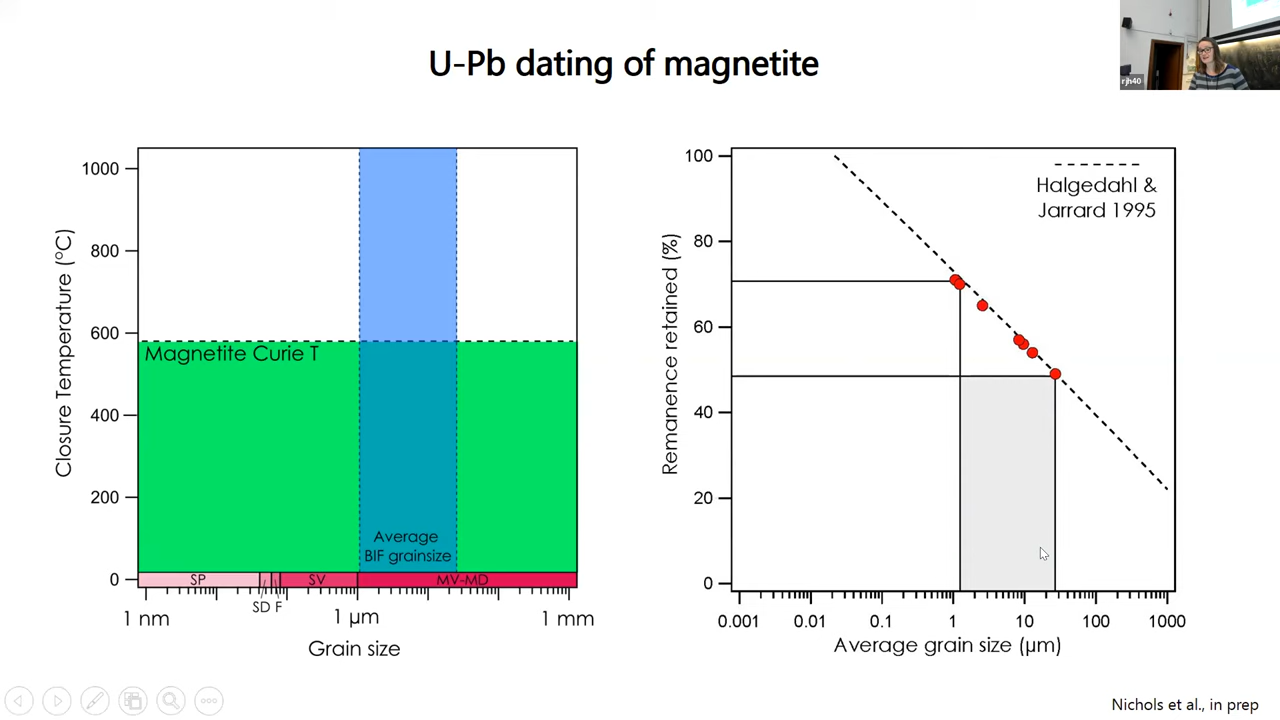 U-Pb dating of magnetite
rjh40
Closure Temperature (°C)
1000
800
600
400
200
0
Magnetite Curie T
Average
BIF grainsize
SP
SD F
SV
MV-MD
1 nm
1 µm
1 mm
Grain size
Remanence retained (%)
100
80
60
40
20
0
Halgedahl &
Jarrard 1995
0.001
0.01
0.1
1
10
100
1000
Average grain size (µm)
Nichols et al., in prep